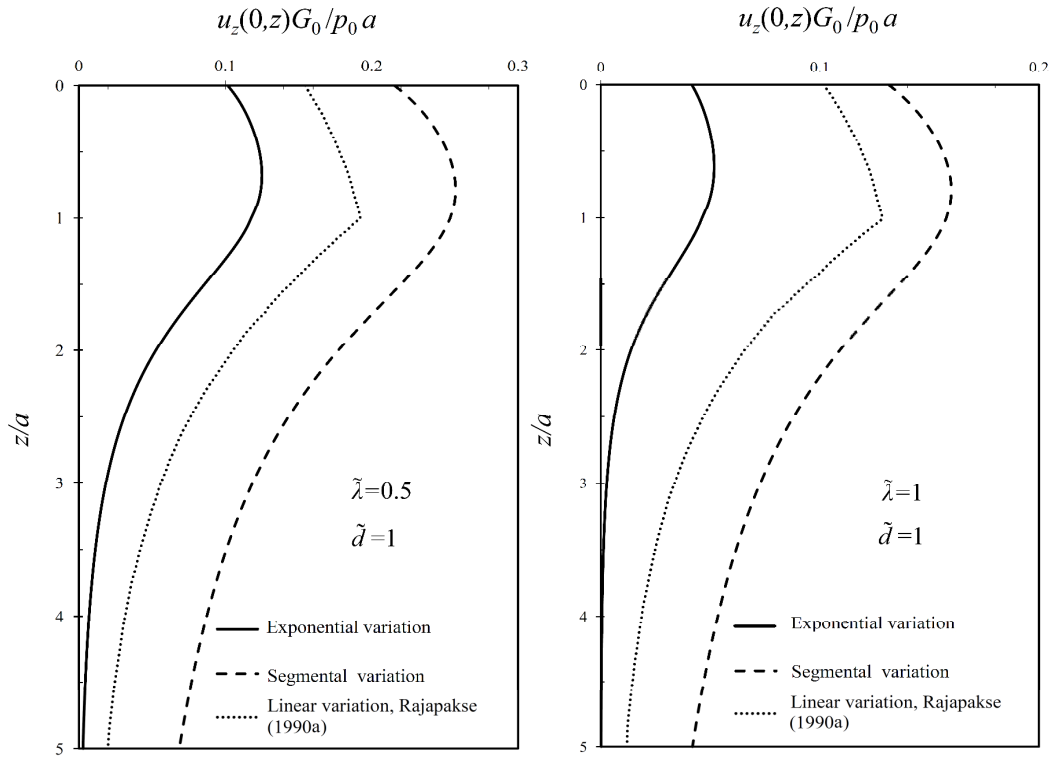 u_z(0,z)G_0/p_0 a
0 0.1 0.2 0.3
0
1
2
3
4
5
z/a
λ̃=0.5
d̃=1
Exponential variation
Segmental variation
Linear variation, Rajapakse
(1990a)
u_z(0,z)G_0/p_0 a
0 0.1 0.2
0
1
2
3
4
5
z/a
λ̃=1
d̃=1
Exponential variation
Segmental variation
Linear variation, Rajapakse
(1990a)